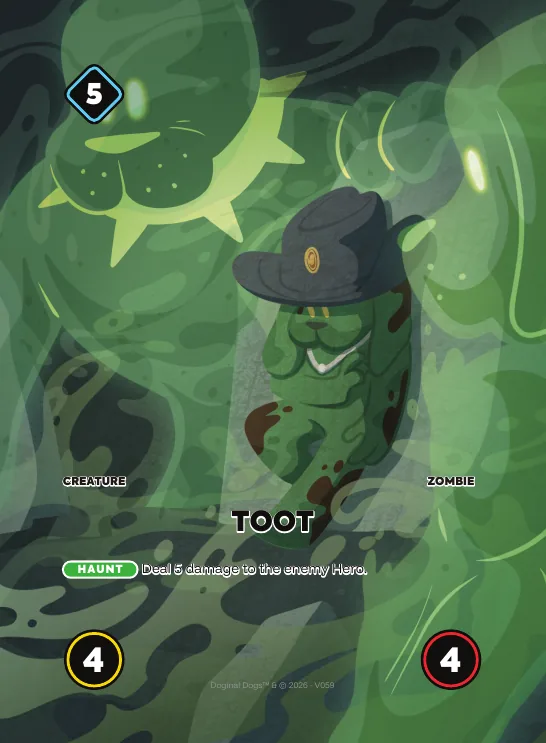 5
CREATURE ZOMBIE
TOOT
HAUNT Deal 5 damage to the enemy Hero.
4 4
Doginal Dogs™ & © 2026 - V059